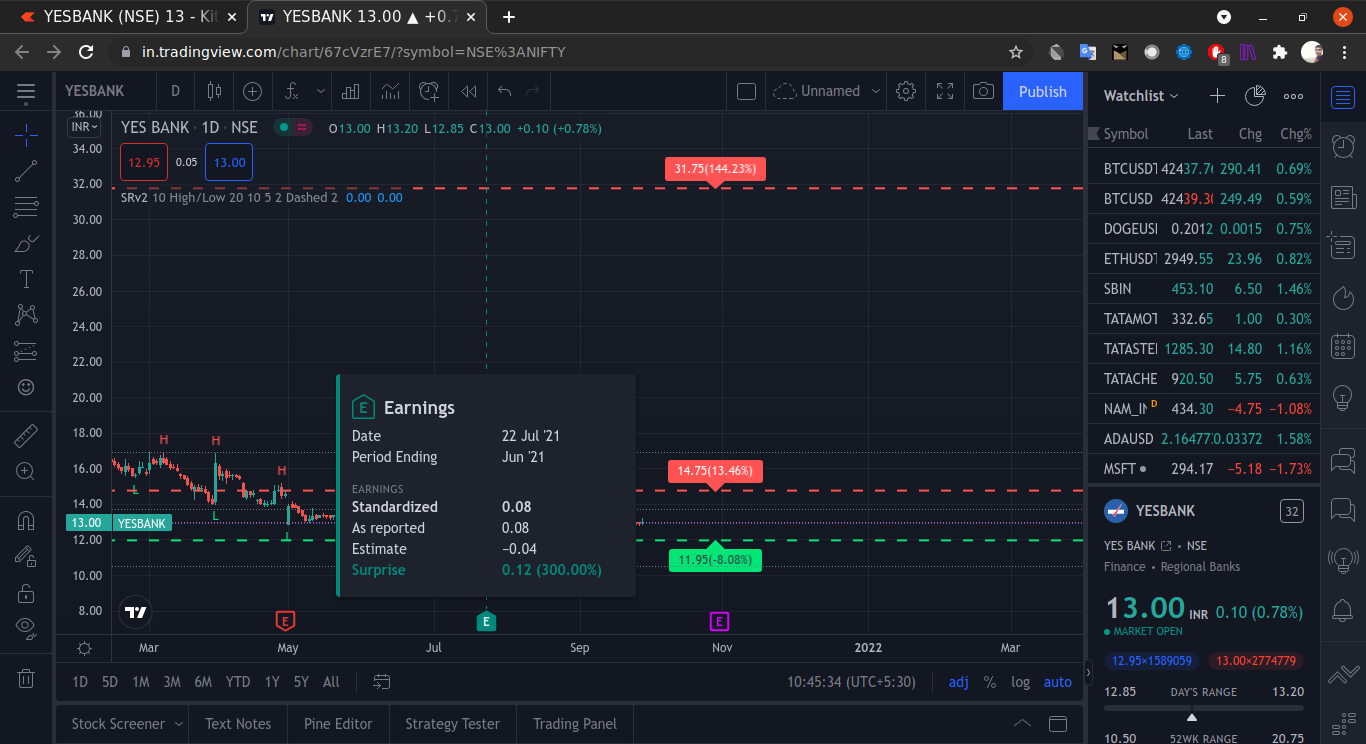 YESBANK (NSE) 13 - Kit
YESBANK 13.00 ▲ +0.7
in.tradingview.com/chart/67cVzrE7/?symbol=NSE%3ANIFTY
8
YESBANK D Unnamed Publish
36.00
INR
YES BANK · 1D · NSE O13.00 H13.20 L12.85 C13.00 +0.10 (+0.78%)
12.95 0.05 13.00
SRv2 10 High/Low 20 10 5 2 Dashed 2 0.00 0.00
34.00
32.00
30.00
28.00
26.00
24.00
22.00
20.00
18.00
16.00
14.00
13.00 YESBANK
12.00
10.00
8.00
31.75(144.23%)
14.75(13.46%)
11.95(-8.08%)
H H H
L L L
E Earnings
Date 22 Jul '21
Period Ending Jun '21
EARNINGS
Standardized 0.08
As reported 0.08
Estimate −0.04
Surprise 0.12 (300.00%)
E E E
Mar May Jul Sep Nov 2022 Mar
1D 5D 1M 3M 6M YTD 1Y 5Y All 10:45:34 (UTC+5:30) adj % log auto
Stock Screener Text Notes Pine Editor Strategy Tester Trading Panel
Watchlist
Symbol Last Chg Chg%
BTCUSDT 42437.76 290.41 0.69%
BTCUSD 42439.30 249.49 0.59%
DOGEUSI 0.2012 0.0015 0.75%
ETHUSDT 2949.55 23.96 0.82%
SBIN 453.10 6.50 1.46%
TATAMOT 332.65 1.00 0.30%
TATASTEI 1285.30 14.80 1.16%
TATACHE 920.50 5.75 0.63%
NAM_IN D 434.30 −4.75 −1.08%
ADAUSD 2.16477 0.03372 1.58%
MSFT 294.17 −5.18 −1.73%
YESBANK 32
YES BANK • NSE
Finance • Regional Banks
13.00 INR 0.10 (0.78%)
MARKET OPEN
12.95×1589059 13.00×2774779
12.85 DAY'S RANGE 13.20
10.50 52WK RANGE 20.75